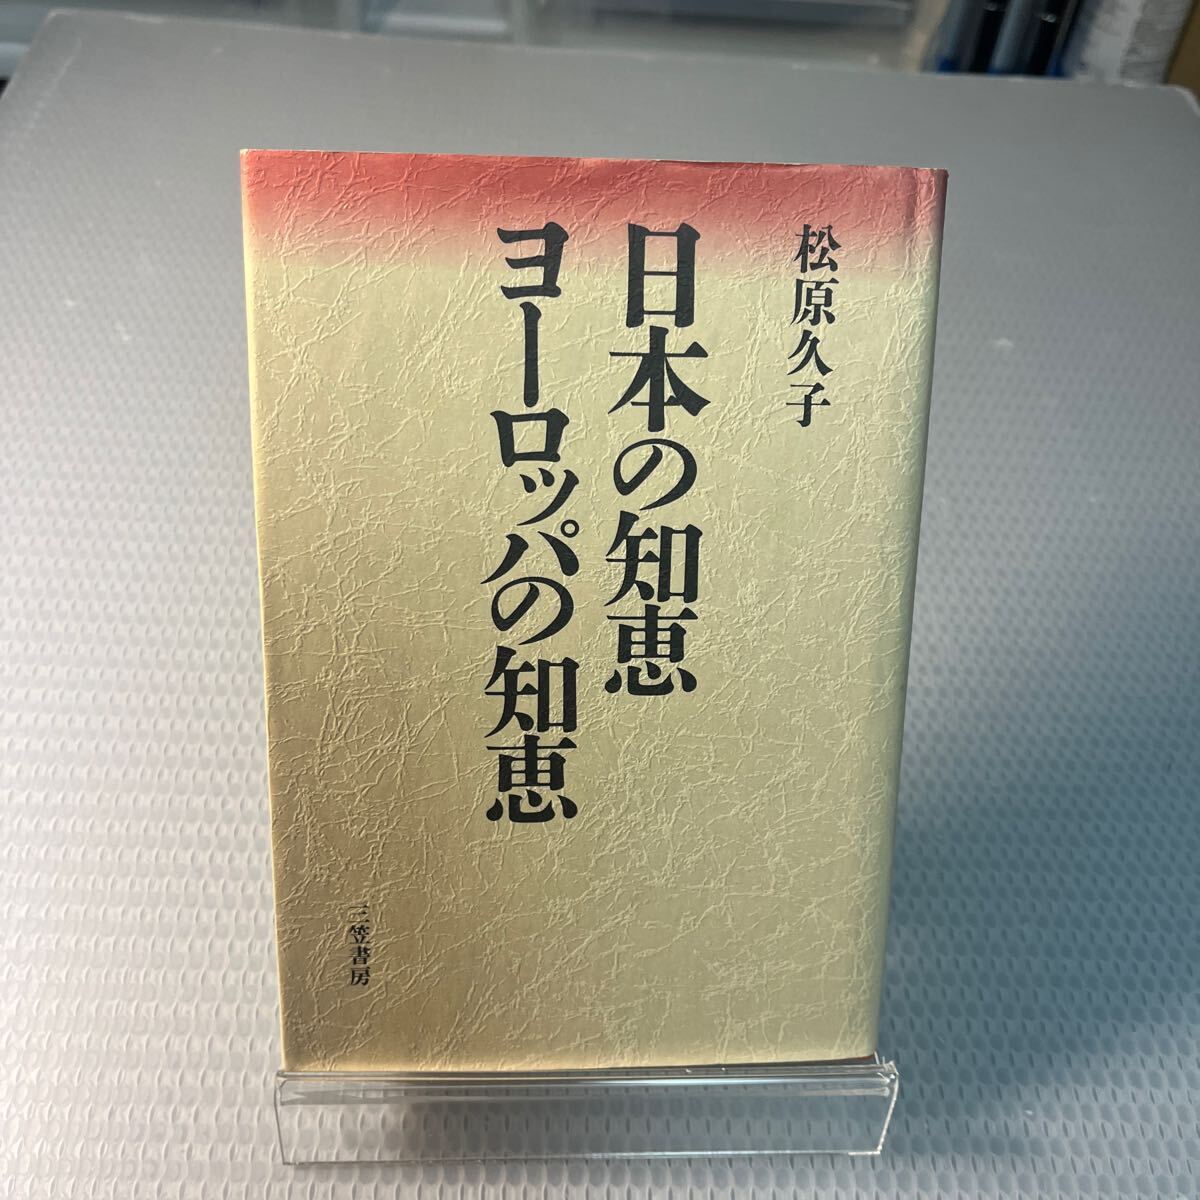 松原久子
日本の知恵
ヨーロッパの知恵
三笠書房